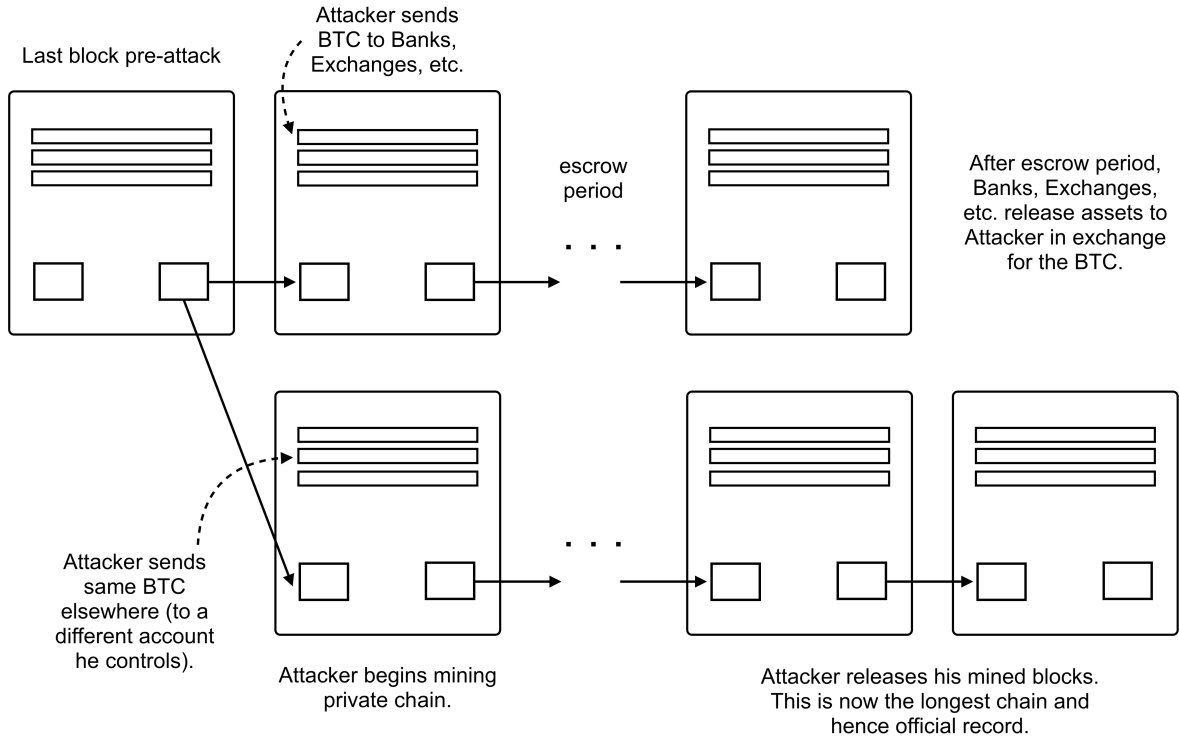 Last block pre-attack
Attacker sends
BTC to Banks,
Exchanges, etc.
escrow
period
. . .
After escrow period,
Banks, Exchanges,
etc. release assets to
Attacker in exchange
for the BTC.
Attacker sends
same BTC
elsewhere (to a
different account
he controls).
. . .
Attacker begins mining
private chain.
Attacker releases his mined blocks.
This is now the longest chain and
hence official record.